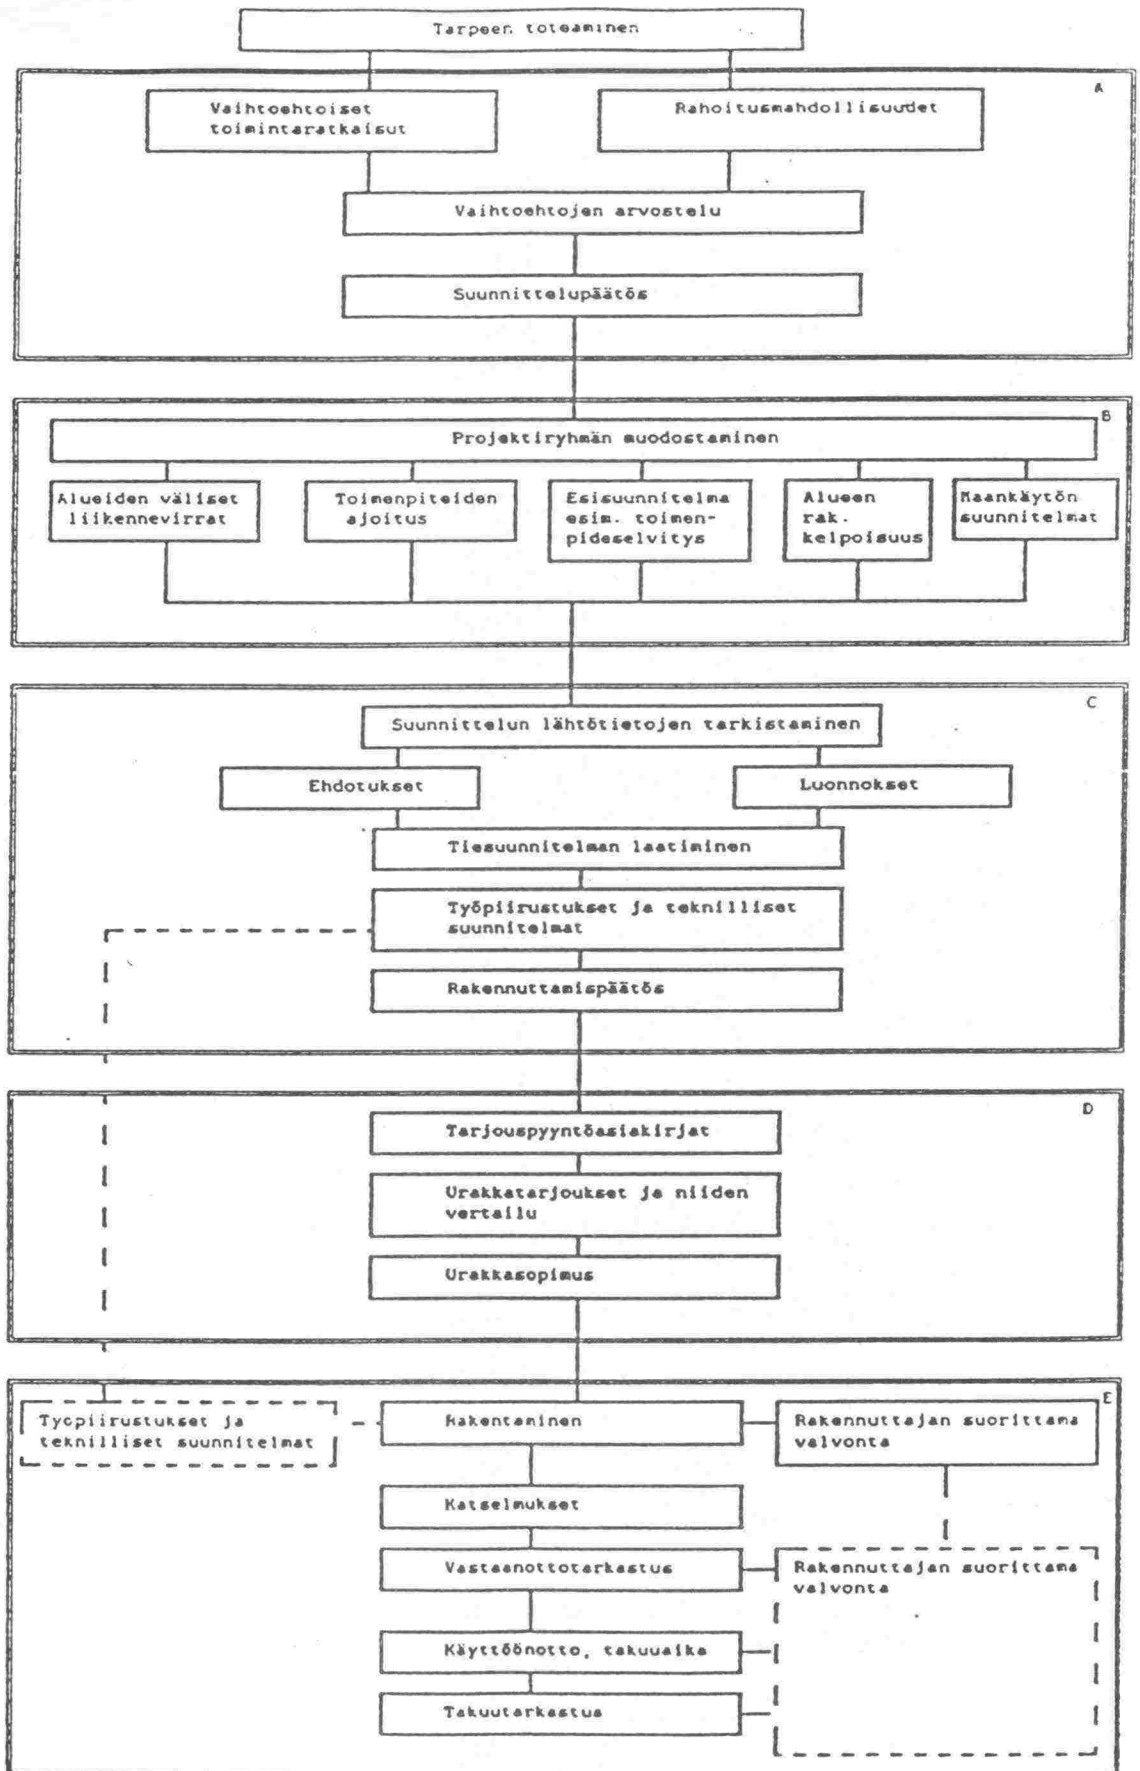 Tarpeen toteaminen
A
Vaihtoehtoiset
toimintaratkaisut
Rahoitusmahdollisuudet
Vaihtoehtojen arvostelu
Suunnittelupäätös
B
Projektiryhmän muodostaminen
Alueiden väliset
liikennevirrat
Toimenpiteiden
ajoitus
Esisuunnitelma
esim. toimen-
pideselvitys
Alueen
rak.
kelpoisuus
Maankäytön
suunnitelmat
C
Suunnittelun lähtötietojen tarkistaminen
Ehdotukset
Luonnokset
Tiesuunnitelman laatiminen
Työpiirustukset ja teknilliset
suunnitelmat
Rakennuttamispäätös
D
Tarjouspyyntöasiakirjat
Urakkatarjoukset ja niiden
vertailu
Urakkasopimus
E
Työpiirustukset ja
teknilliset suunnitelmat
Rakentaminen
Rakennuttajan suorittama
valvonta
Katselmukset
Vastaanottotarkastus
Rakennuttajan suorittama
valvonta
Käyttöönotto, takuuaika
Takuutarkastus